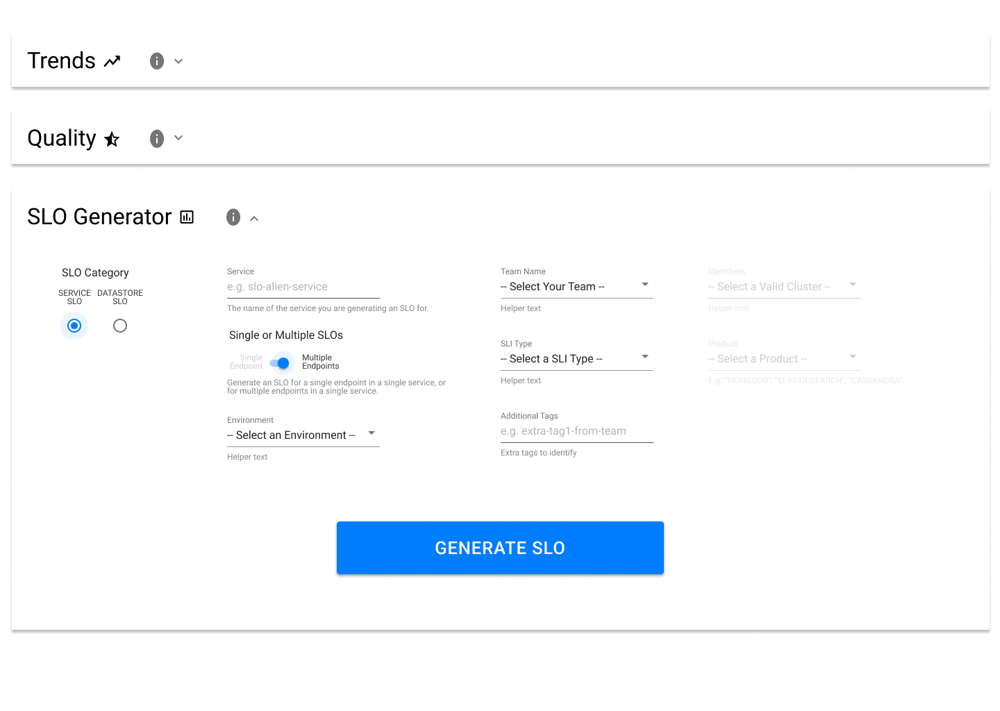 Trends
Quality
SLO Generator
SLO Category
SERVICE
SLO
DATASTORE
SLO
Service
e.g. slo-alien-service
The name of the service you are generating an SLO for.
Single or Multiple SLOs
Single
Endpoint
Multiple
Endpoints
Generate an SLO for a single endpoint in a single service, or
for multiple endpoints in a single service.
Environment
-- Select an Environment --
Helper text
Team Name
-- Select Your Team --
Helper text
SLI Type
-- Select a SLI Type --
Helper text
Additional Tags
e.g. extra-tag1-from-team
Extra tags to identify
Identifiers
-- Select a Valid Cluster --
Helper text
Product
-- Select a Product --
E.g. "MONGODB", "ELASTICSEARCH", "CASSANDRA".
GENERATE SLO